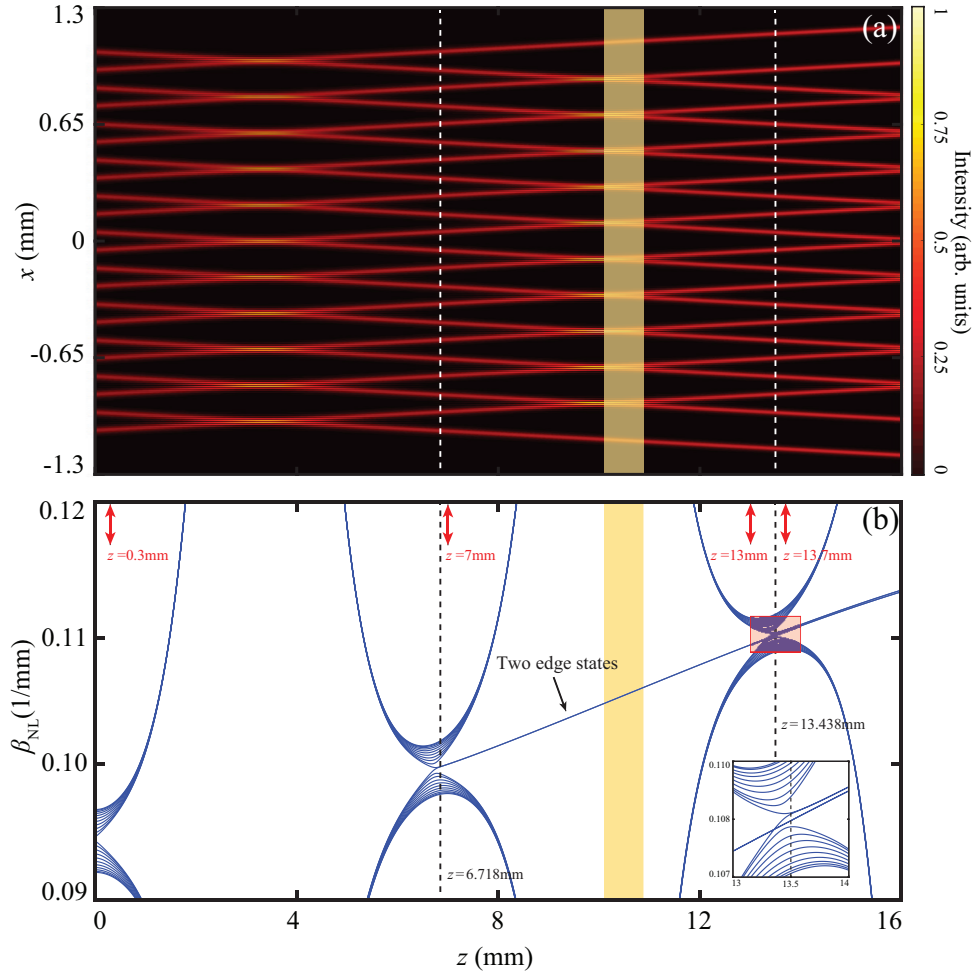 (a)
1.3
0.65
0
-0.65
-1.3
x (mm)
1
0.75
0.5
0.25
0
Intensity (arb. units)
(b)
0.12
0.11
0.10
0.09
βNL(1/mm)
z =0.3mm
z =7mm
z =13mm
z =13.7mm
Two edge states
z =13.438mm
z =6.718mm
0.110
0.108
0.107
13
13.5
14
0
4
8
12
16
z (mm)